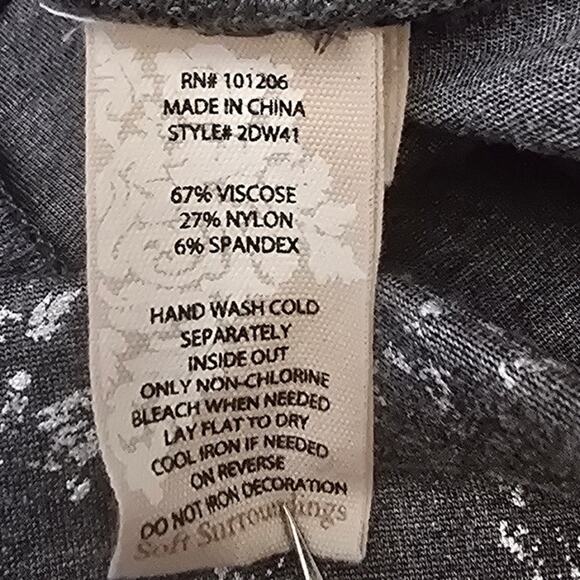 RN# 101206
MADE IN CHINA
STYLE# 2DW41
67% VISCOSE
27% NYLON
6% SPANDEX
HAND WASH COLD
SEPARATELY
INSIDE OUT
ONLY NON-CHLORINE
BLEACH WHEN NEEDED
LAY FLAT TO DRY
COOL IRON IF NEEDED
ON REVERSE
DO NOT IRON DECORATION
Soft Surroundings